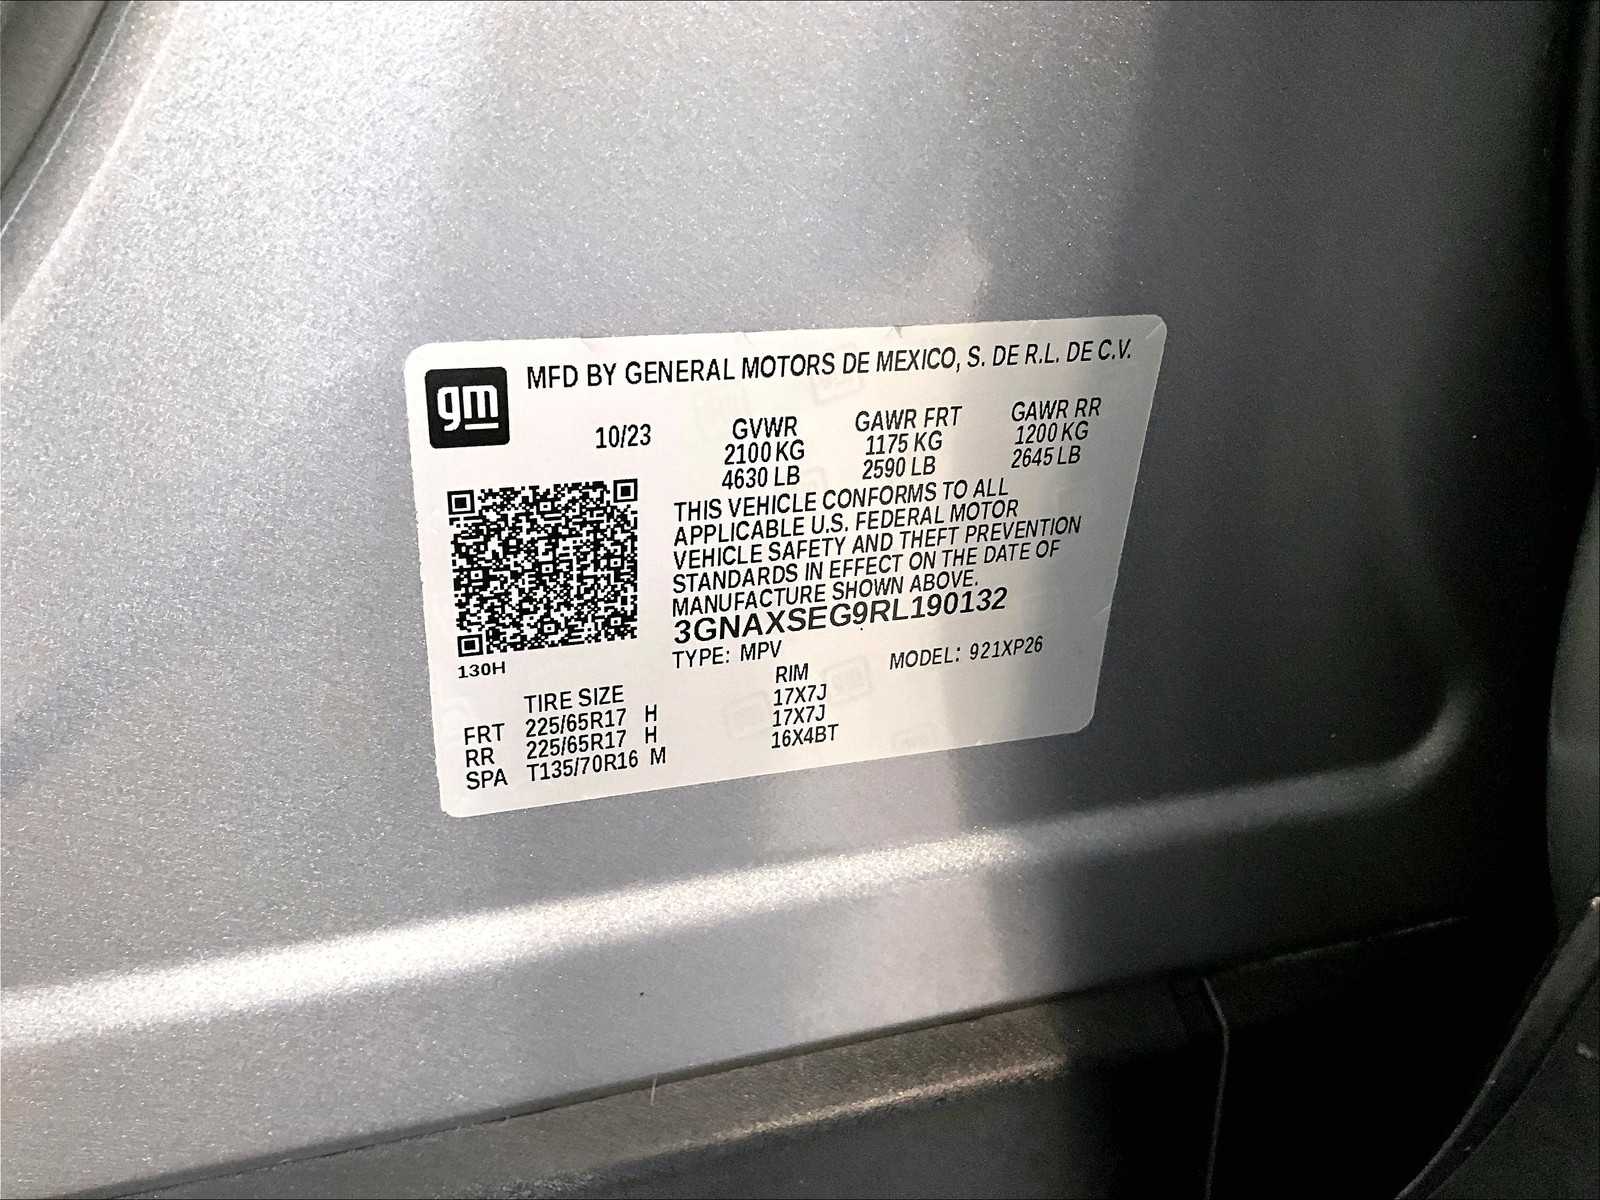 gm
MFD BY GENERAL MOTORS DE MEXICO, S. DE R.L. DE C.V.
10/23
GVWR GAWR FRT GAWR RR
2100 KG 1175 KG 1200 KG
4630 LB 2590 LB 2645 LB
THIS VEHICLE CONFORMS TO ALL
APPLICABLE U.S. FEDERAL MOTOR
VEHICLE SAFETY AND THEFT PREVENTION
STANDARDS IN EFFECT ON THE DATE OF
MANUFACTURE SHOWN ABOVE.
3GNAXSEG9RL190132
TYPE: MPV MODEL: 921XP26
130H
TIRE SIZE RIM
FRT 225/65R17 H 17X7J
RR 225/65R17 H 17X7J
SPA T135/70R16 M 16X4BT